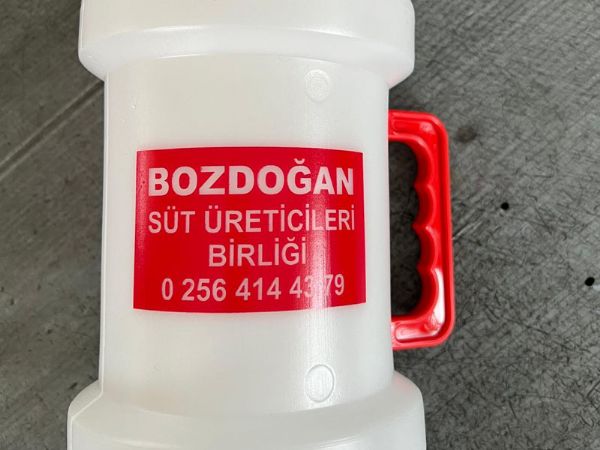 BOZDOĞAN
SÜT ÜRETİCİLERİ
BİRLİĞİ
0 256 414 43 79